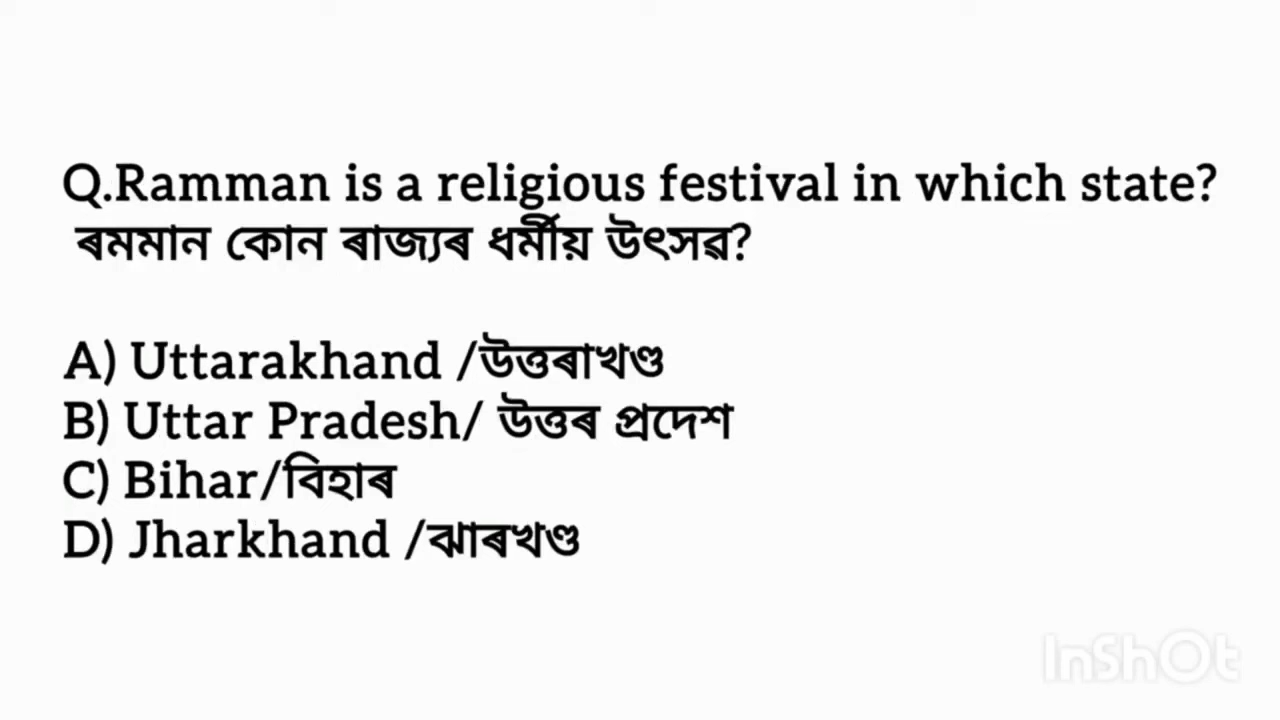 Q.Ramman is a religious festival in which state?
ৰমমান কোন ৰাজ্যৰ ধৰ্মীয় উৎসৱ?
A) Uttarakhand /উত্তৰাখণ্ড
B) Uttar Pradesh/ উত্তৰ প্ৰদেশ
C) Bihar/বিহাৰ
D) Jharkhand /ঝাৰখণ্ড
InShOt